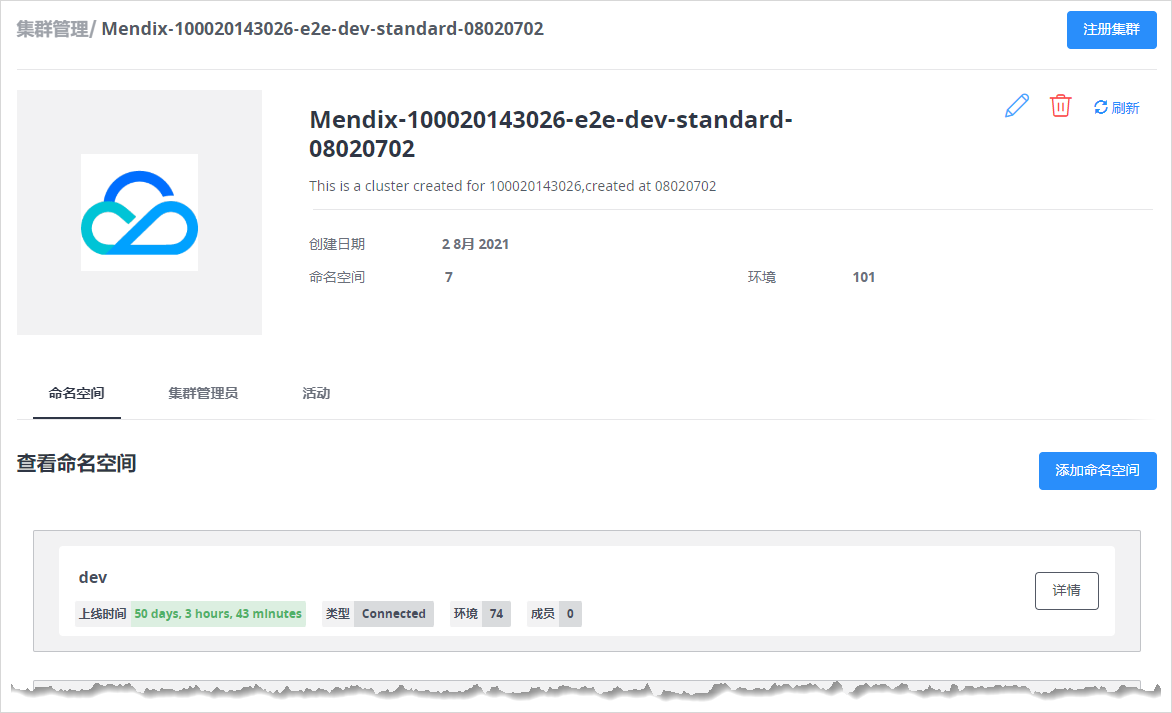 集群管理/ Mendix-100020143026-e2e-dev-standard-08020702
注册集群
Mendix-100020143026-e2e-dev-standard-
08020702
刷新
This is a cluster created for 100020143026,created at 08020702
创建日期 2 8月 2021
命名空间 7 环境 101
命名空间 集群管理员 活动
查看命名空间
添加命名空间
dev
详情
上线时间 50 days, 3 hours, 43 minutes 类型 Connected 环境 74 成员 0